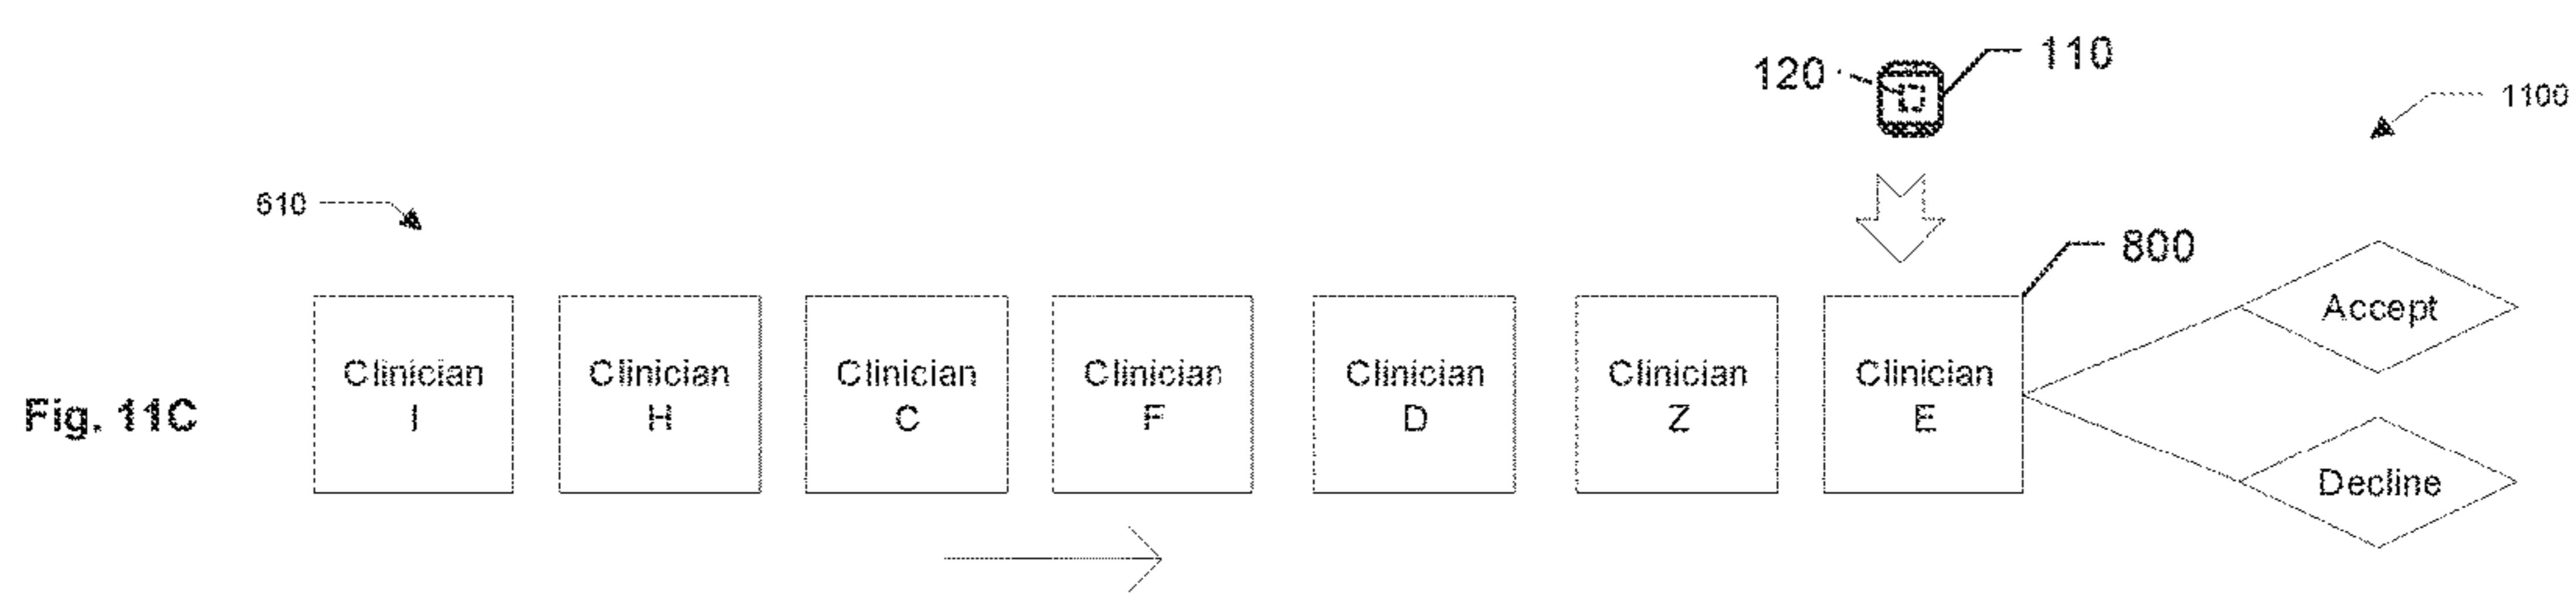 120
110
1100
610
800
Accept
Clinician
I
Clinician
H
Clinician
C
Clinician
F
Clinician
D
Clinician
Z
Clinician
E
Fig. 11C
Decline